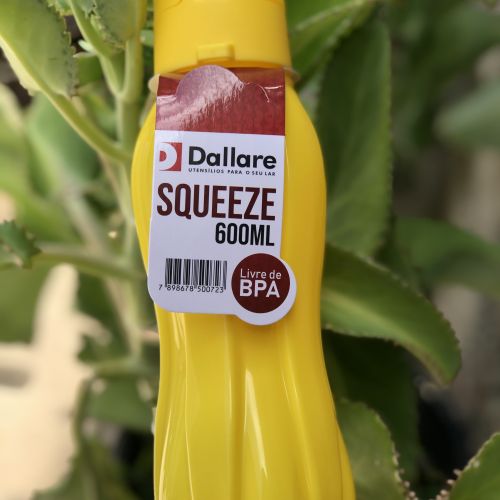 Dallare
UTENSÍLIOS PARA O SEU LAR
SQUEEZE
600ML
Livre de
BPA
7 898678 500723